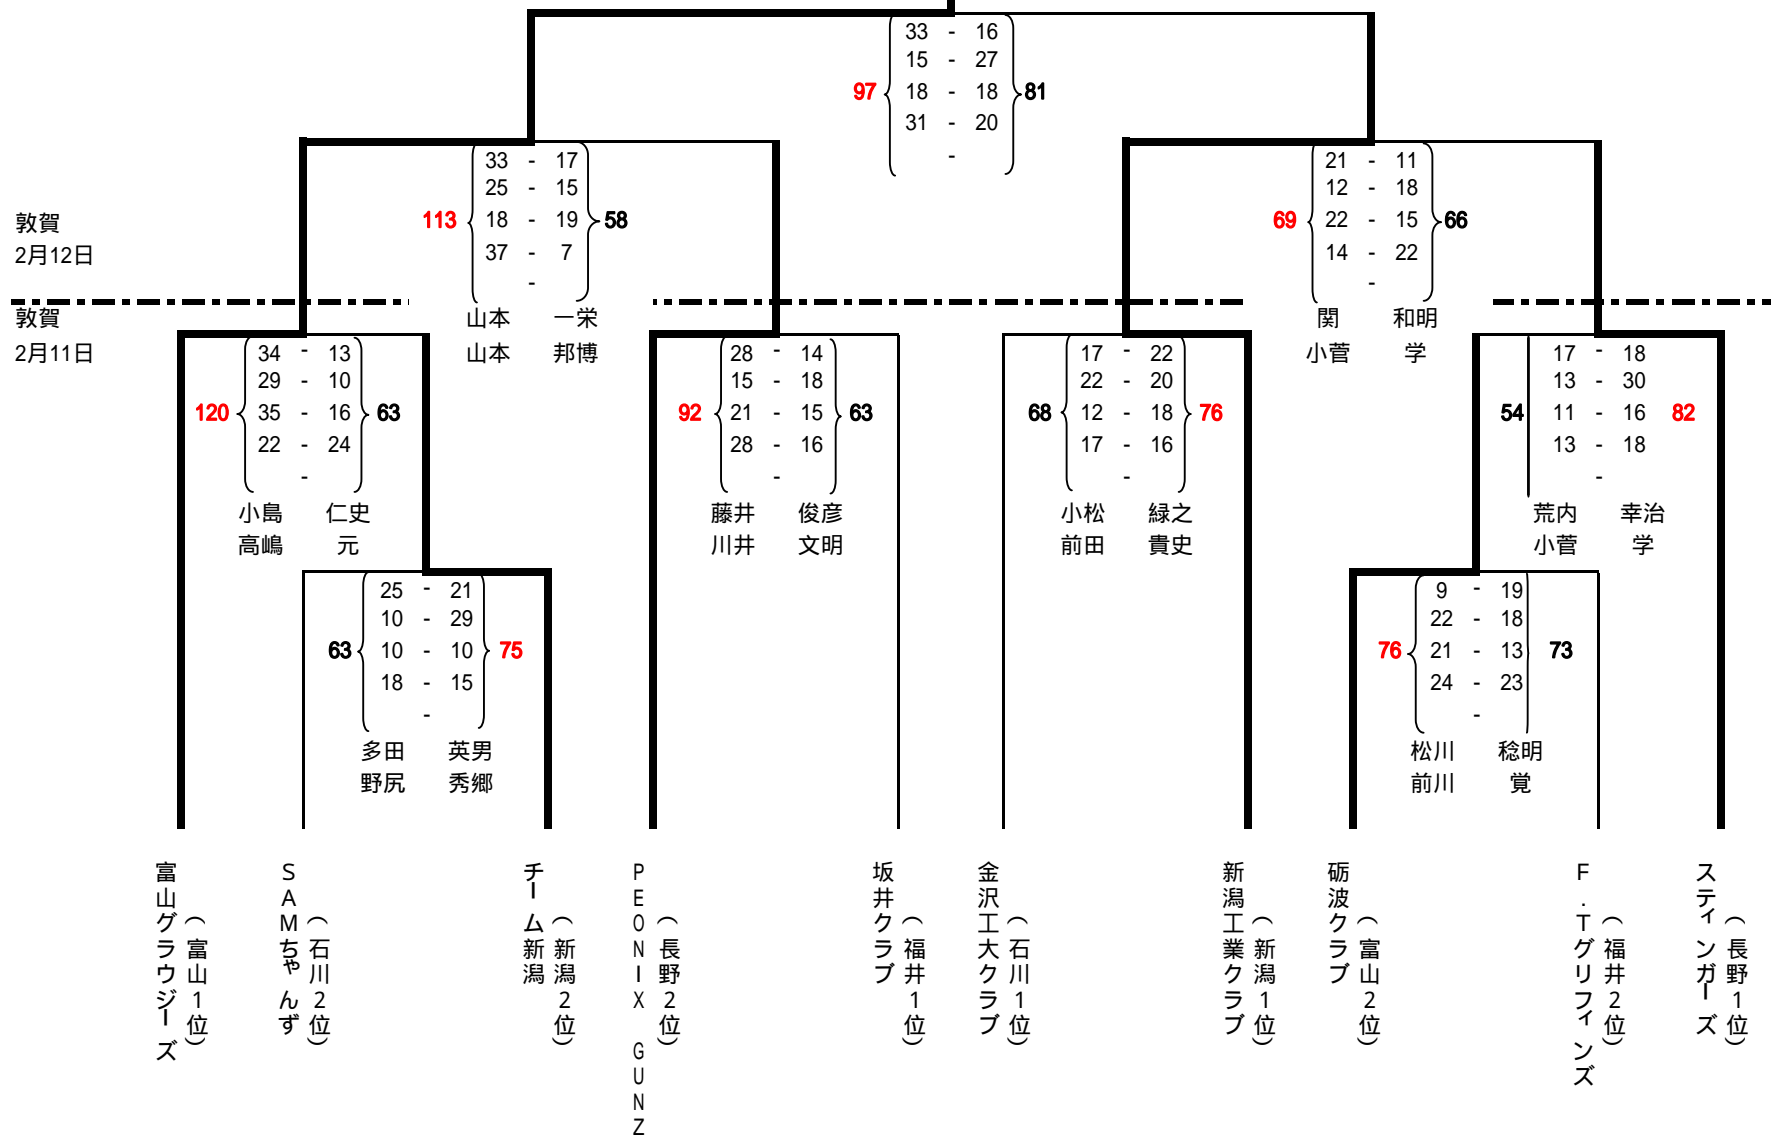 33 - 16
15 - 27
97 18 - 18 81
31 - 20
-
33 - 17
25 - 15
113 18 - 19 58
37 - 7
-
21 - 11
12 - 18
69 22 - 15 66
14 - 22
-
敦賀
2月12日
敦賀
2月11日
山本 一栄
山本 邦博
関 和明
小菅 学
34 - 13
29 - 10
120 35 - 16 63
22 - 24
-
小島 仁史
高嶋 元
28 - 14
15 - 18
92 21 - 15 63
28 - 16
-
藤井 俊彦
川井 文明
17 - 22
22 - 20
68 12 - 18 76
17 - 16
-
小松 緑之
前田 貴史
17 - 18
13 - 30
54 11 - 16 82
13 - 18
-
荒内 幸治
小菅 学
25 - 21
10 - 29
63 10 - 10 75
18 - 15
-
多田 英男
野尻 秀郷
9 - 19
22 - 18
76 21 - 13 73
24 - 23
-
松川 稔明
前川 覚
富山グラウジーズ
(富山1位)
SAMちゃんず
(石川2位)
チーム新潟
(新潟2位)
PEONIX GUNZ
(長野2位)
坂井クラブ
(福井1位)
金沢工大クラブ
(石川1位)
新潟工業クラブ
(新潟1位)
砺波クラブ
(富山2位)
F.Tグリフィンズ
(福井2位)
スティンガーズ
(長野1位)